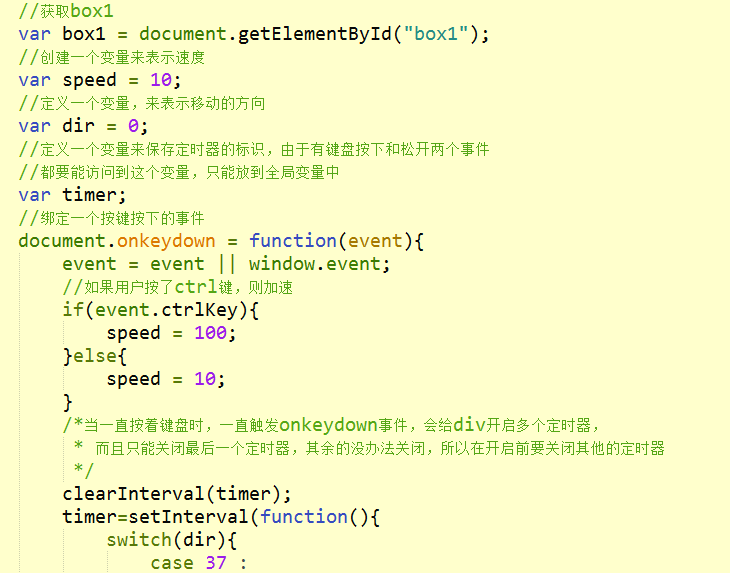 //获取box1
var box1 = document.getElementById("box1");
//创建一个变量来表示速度
var speed = 10;
//定义一个变量，来表示移动的方向
var dir = 0;
//定义一个变量来保存定时器的标识，由于有键盘按下和松开两个事件
//都要能访问到这个变量，只能放到全局变量中
var timer;
//绑定一个按键按下的事件
document.onkeydown = function(event){
event = event || window.event;
//如果用户按了ctrl键，则加速
if(event.ctrlKey){
speed = 100;
}else{
speed = 10;
}
/*当一直按着键盘时，一直触发onkeydown事件，会给div开启多个定时器，
* 而且只能关闭最后一个定时器，其余的没办法关闭，所以在开启前要关闭其他的定时器
*/
clearInterval(timer);
timer=setInterval(function(){
switch(dir){
case 37 :